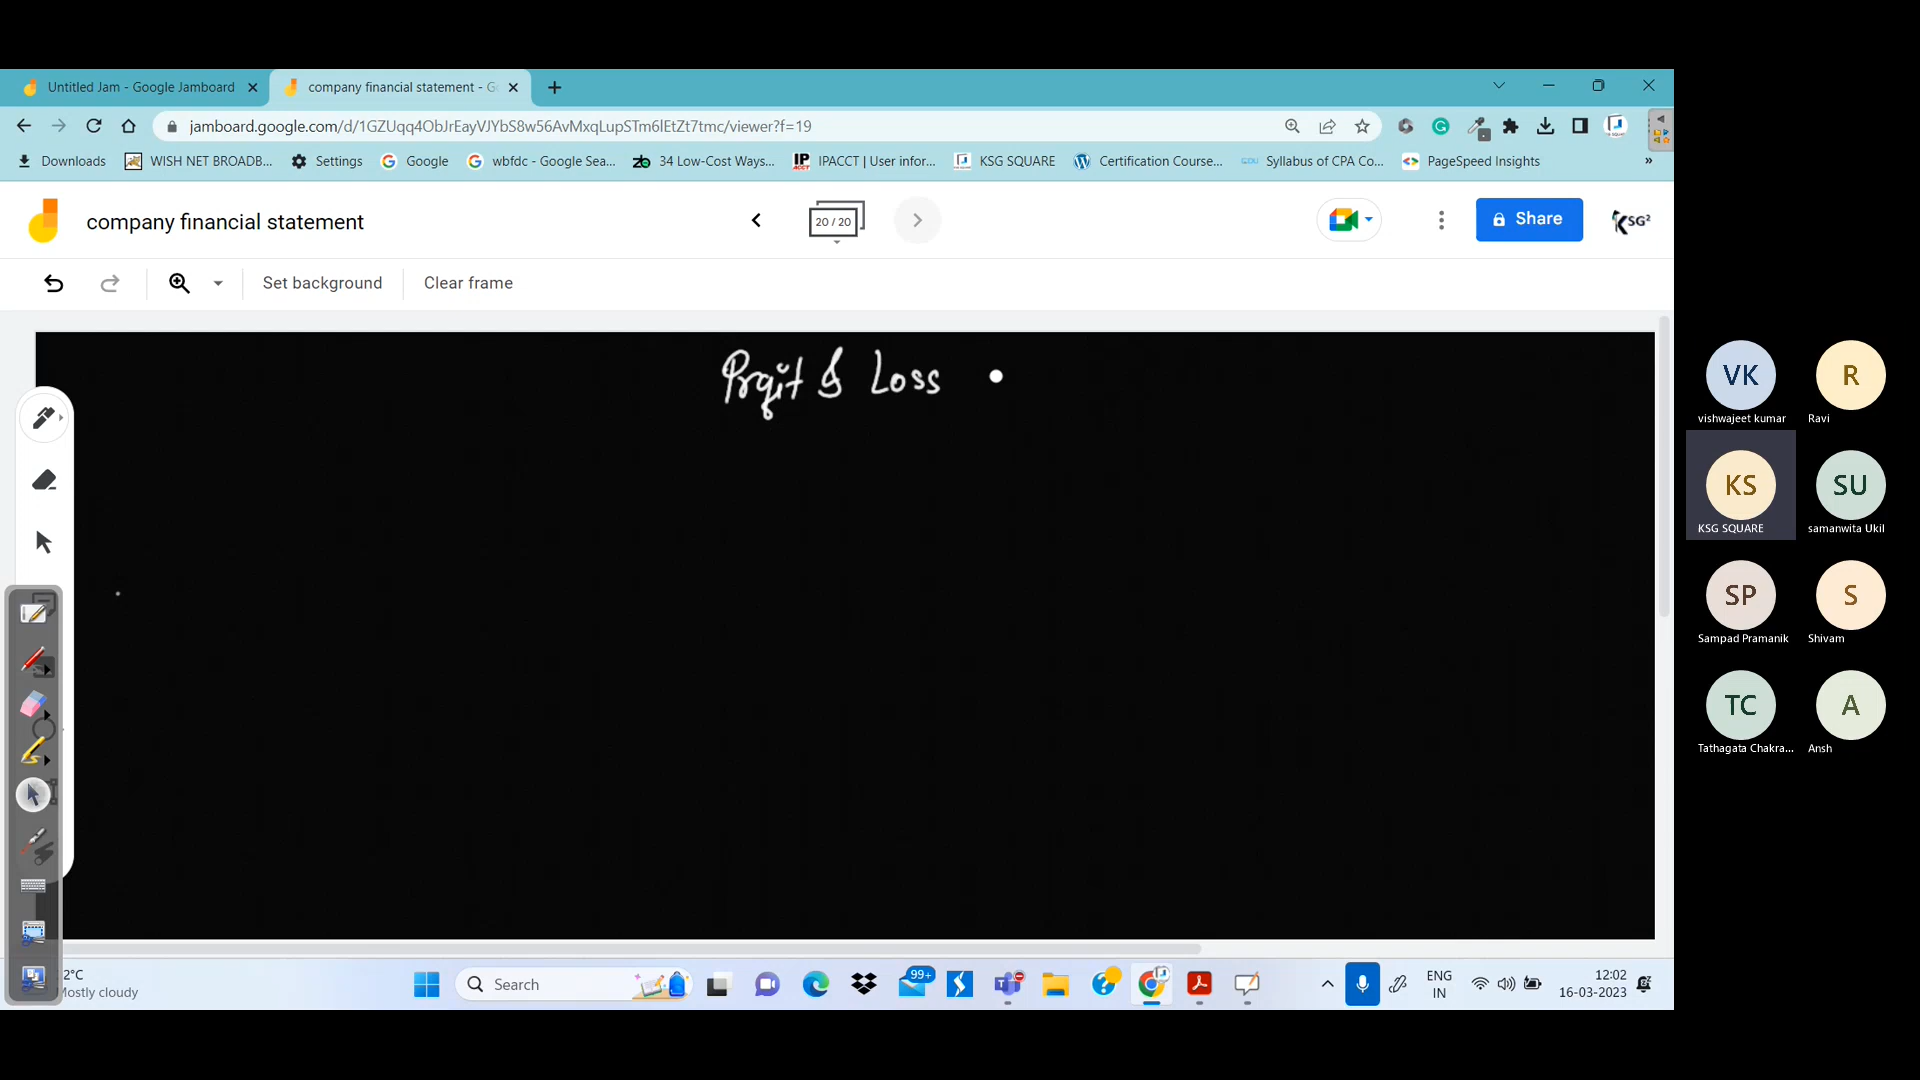 Untitled Jam - Google Jamboard
company financial statement - G
jamboard.google.com/d/1GZUqq4ObJrEayVJYbS8w56AvMxqLupSTm6lEtZt7tmc/viewer?f=19
Downloads
WISH NET BROADB...
Settings
Google
wbfdc - Google Sea...
34 Low-Cost Ways...
IPACCT | User infor...
KSG SQUARE
Certification Course...
Syllabus of CPA Co...
PageSpeed Insights
»
company financial statement
20 / 20
Share
KSG²
Set background
Clear frame
Profit & Loss
VK
vishwajeet kumar
R
Ravi
KS
KSG SQUARE
SU
samanwita Ukil
SP
Sampad Pramanik
S
Shivam
TC
Tathagata Chakra...
A
Ansh
2°C
Mostly cloudy
Search
99+
ENG
IN
12:02
16-03-2023